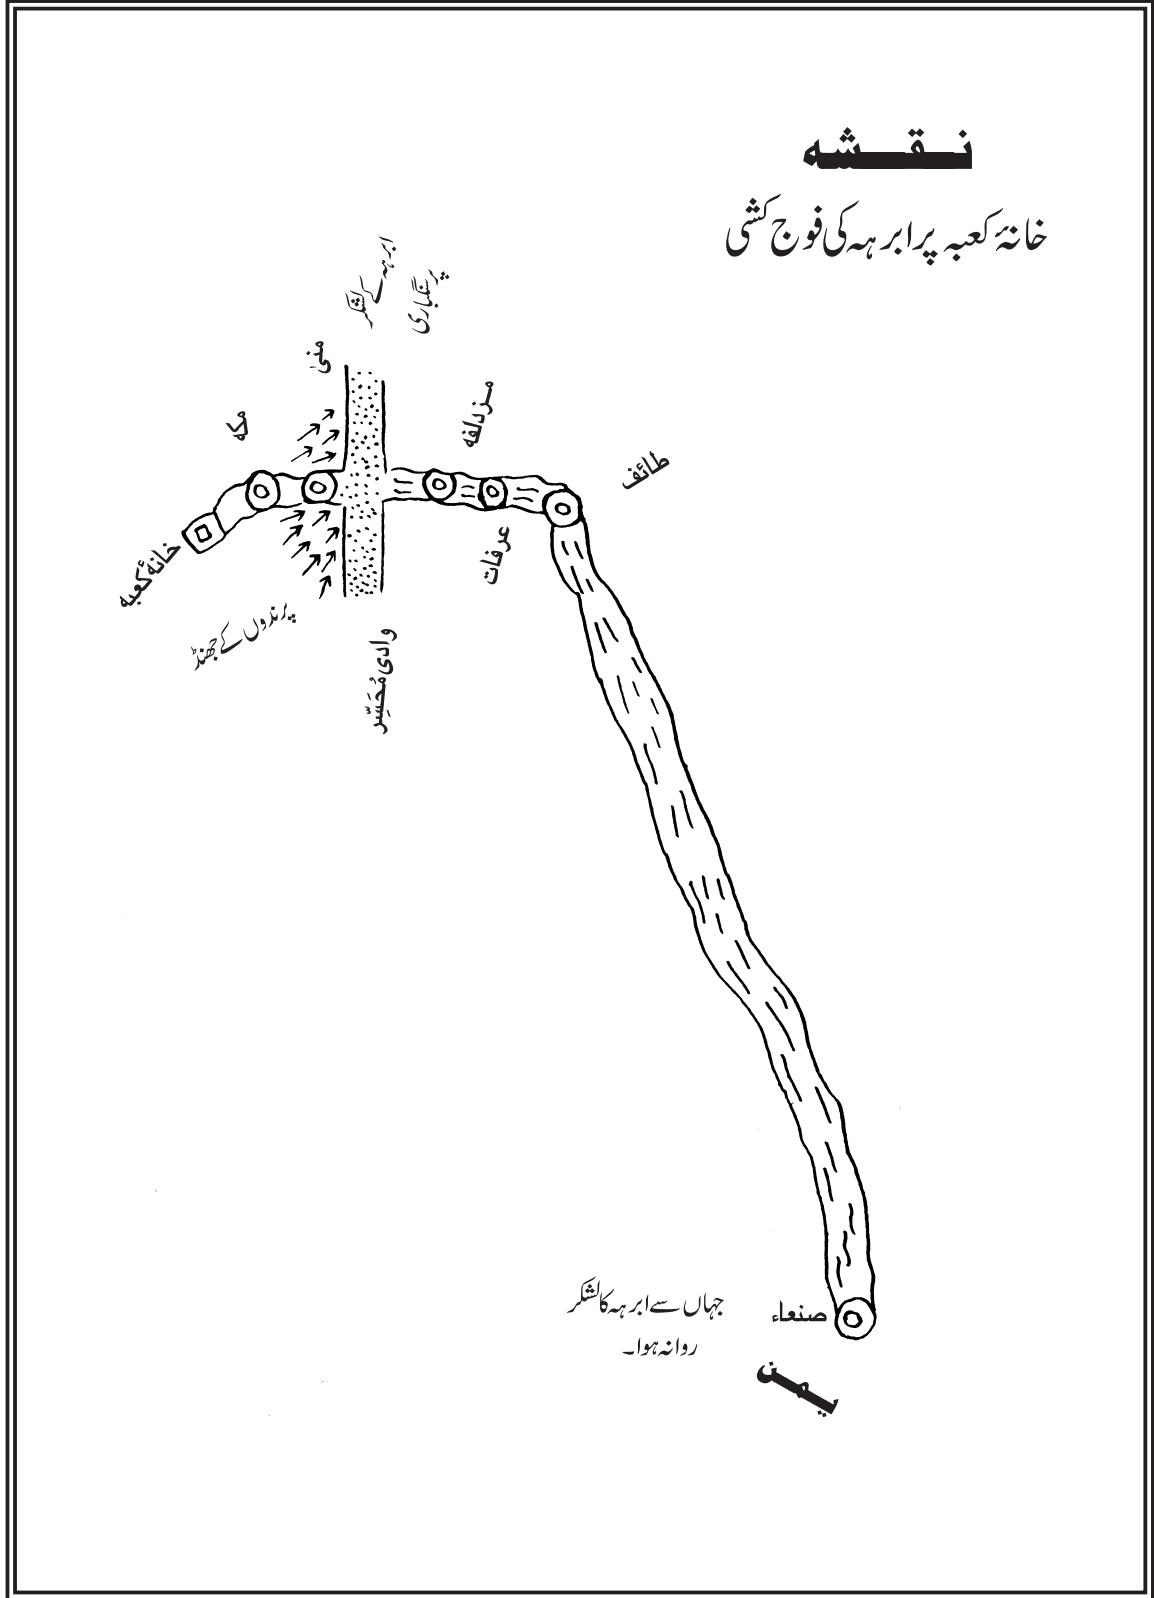 نقشہ
خانۂ کعبہ پر ابرہہ کی فوج کشی
ابرہہ کے لشکر
پر سنگباری
منیٰ
مکہ
مزدلفہ
طائف
عرفات
خانۂ کعبہ
پرندوں کے جھنڈ
وادی مُحَسِّر
صنعاء
جہاں سے ابرہہ کا لشکر
روانہ ہوا۔
یمن